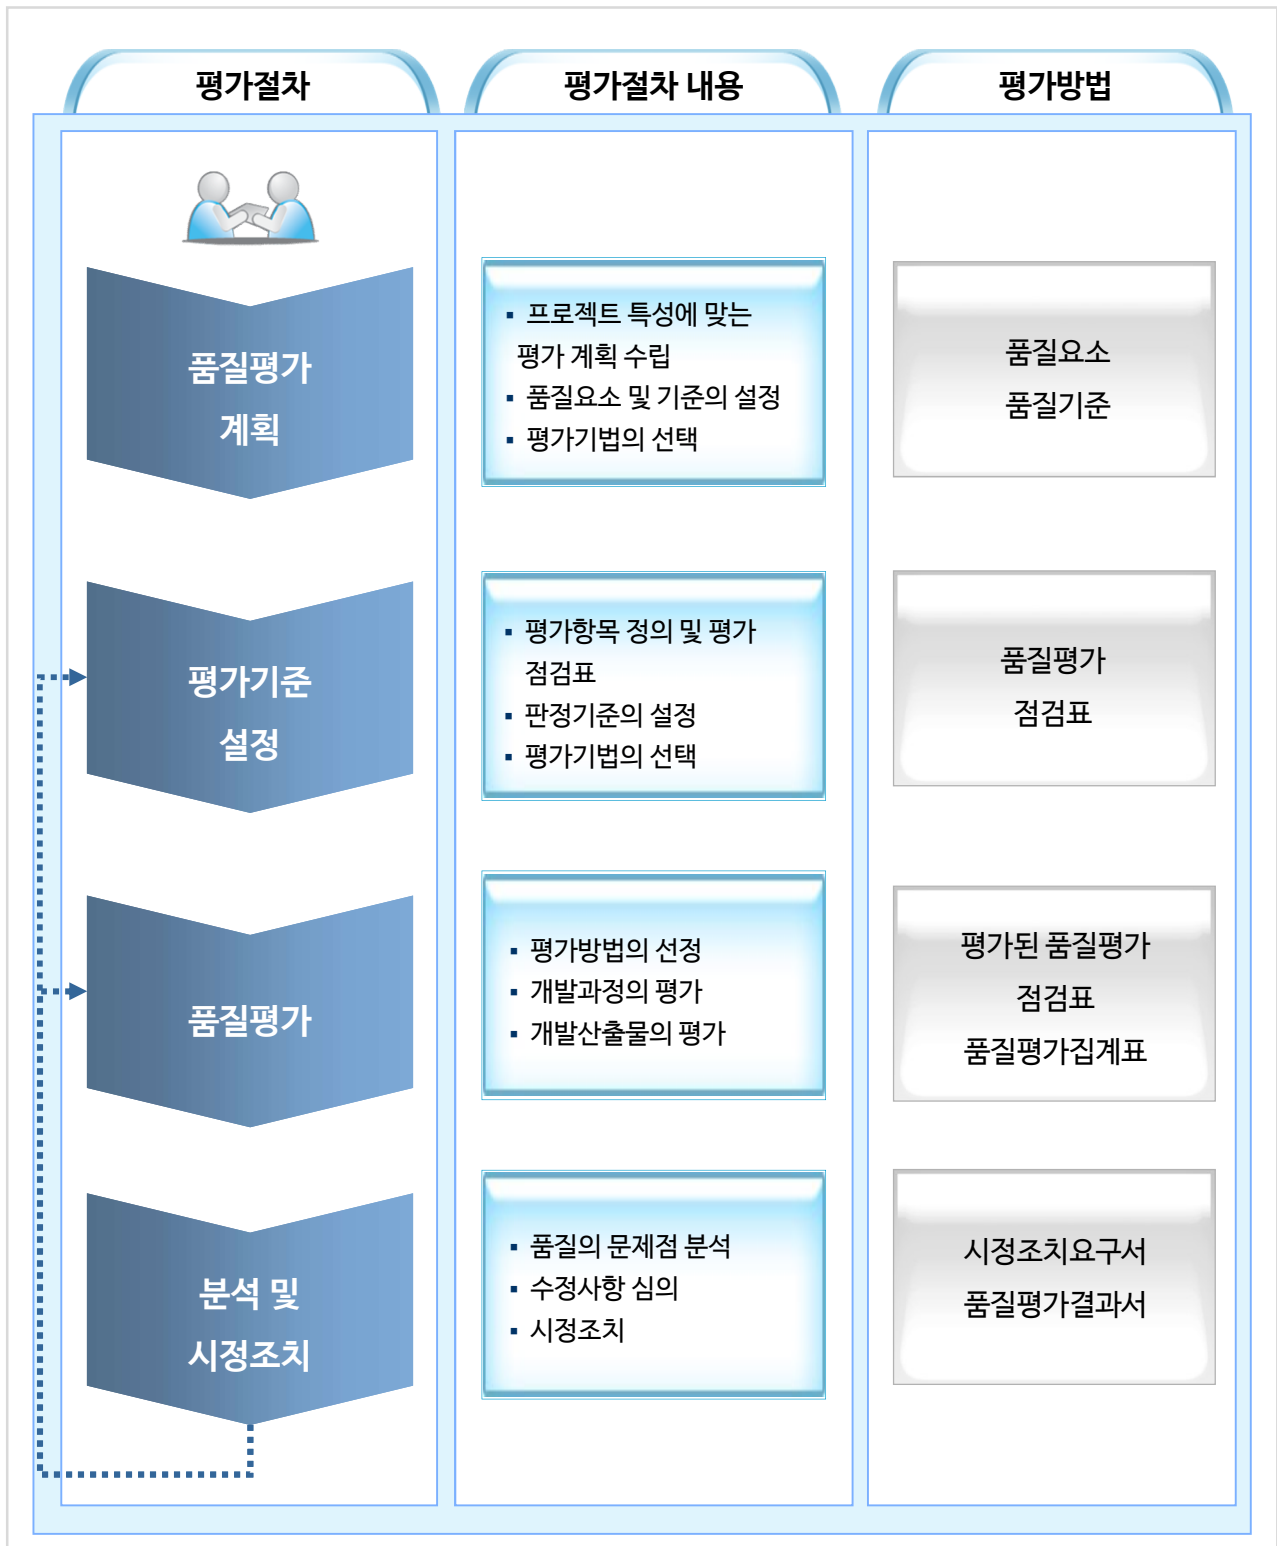 평가절차
평가절차 내용
평가방법
품질평가
계획
▪ 프로젝트 특성에 맞는
평가 계획 수립
▪ 품질요소 및 기준의 설정
▪ 평가기법의 선택
품질요소
품질기준
평가기준
설정
▪ 평가항목 정의 및 평가
점검표
▪ 판정기준의 설정
▪ 평가기법의 선택
품질평가
점검표
품질평가
▪ 평가방법의 선정
▪ 개발과정의 평가
▪ 개발산출물의 평가
평가된 품질평가
점검표
품질평가집계표
분석 및
시정조치
▪ 품질의 문제점 분석
▪ 수정사항 심의
▪ 시정조치
시정조치요구서
품질평가결과서